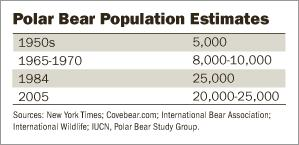 Polar Bear Population Estimates
1950s 5,000
1965-1970 8,000-10,000
1984 25,000
2005 20,000-25,000
Sources: New York Times; Covebear.com; International Bear Association;
International Wildlife; IUCN, Polar Bear Study Group.